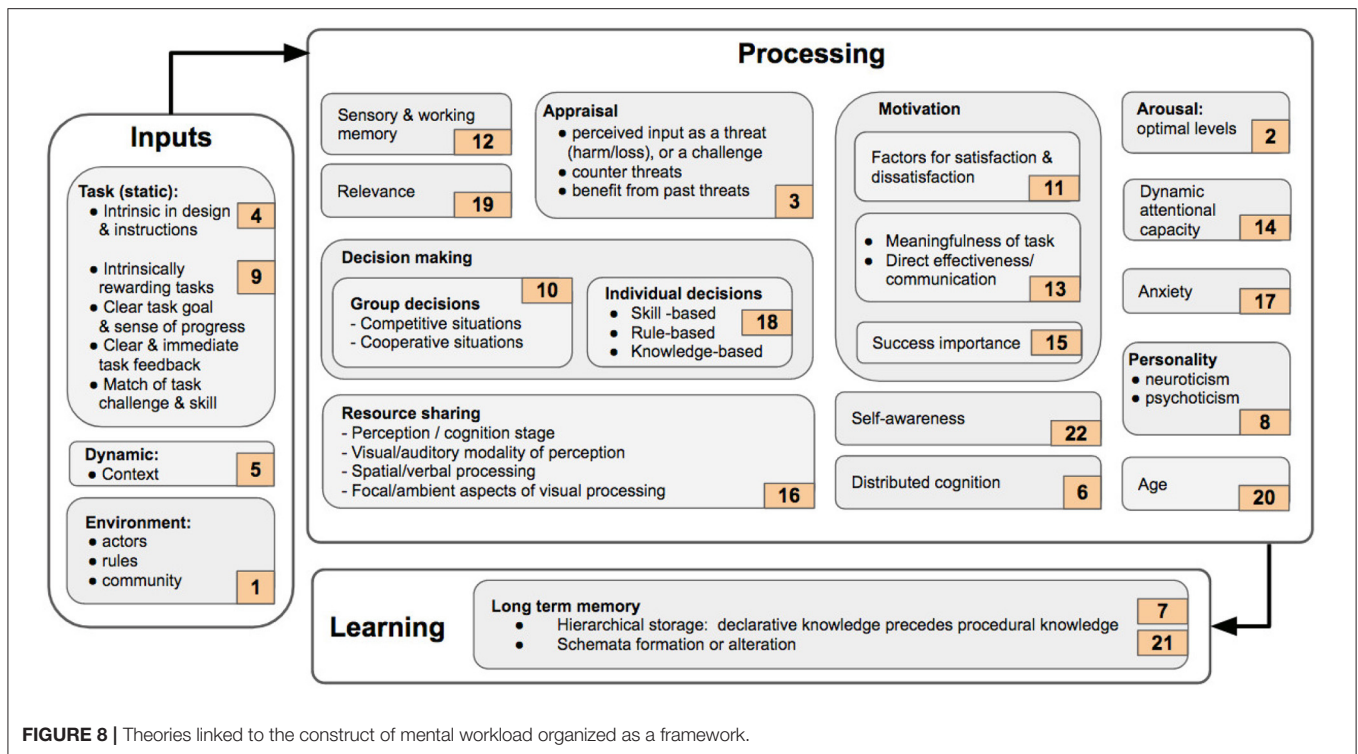 Processing
Inputs
Task (static):
● Intrinsic in design
& instructions
4
● Intrinsically
rewarding tasks
9
● Clear task goal
& sense of progress
● Clear & immediate
task feedback
● Match of task
challenge & skill
Dynamic:
● Context
5
Environment:
● actors
● rules
● community
1
Sensory & working
memory
12
Relevance
19
Appraisal
● perceived input as a threat
(harm/loss), or a challenge
● counter threats
● benefit from past threats
3
Decision making
Group decisions
10
- Competitive situations
- Cooperative situations
Individual decisions
● Skill -based
● Rule-based
● Knowledge-based
18
Resource sharing
- Perception / cognition stage
- Visual/auditory modality of perception
- Spatial/verbal processing
- Focal/ambient aspects of visual processing
16
Motivation
Factors for satisfaction &
dissatisfaction
11
● Meaningfulness of task
● Direct effectiveness/
communication
13
Success importance
15
Self-awareness
22
Distributed cognition
6
Arousal:
optimal levels
2
Dynamic
attentional
capacity
14
Anxiety
17
Personality
● neuroticism
● psychoticism
8
Age
20
Learning
Long term memory
● Hierarchical storage: declarative knowledge precedes procedural knowledge
7
● Schemata formation or alteration
21
FIGURE 8 | Theories linked to the construct of mental workload organized as a framework.